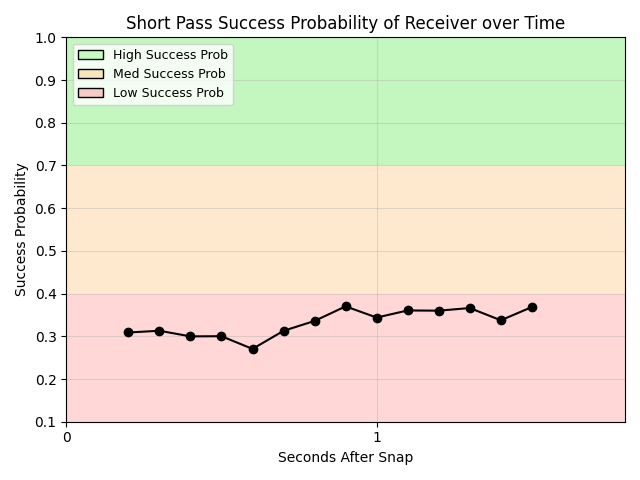 Short Pass Success Probability of Receiver over Time
1.0
High Success Prob
Med Success Prob
0.9
Low Success Prob
0.8
0.7
0.6
Success Probability
0.5
0.4
0.3
0.2
0.1
0
1
Seconds After Snap